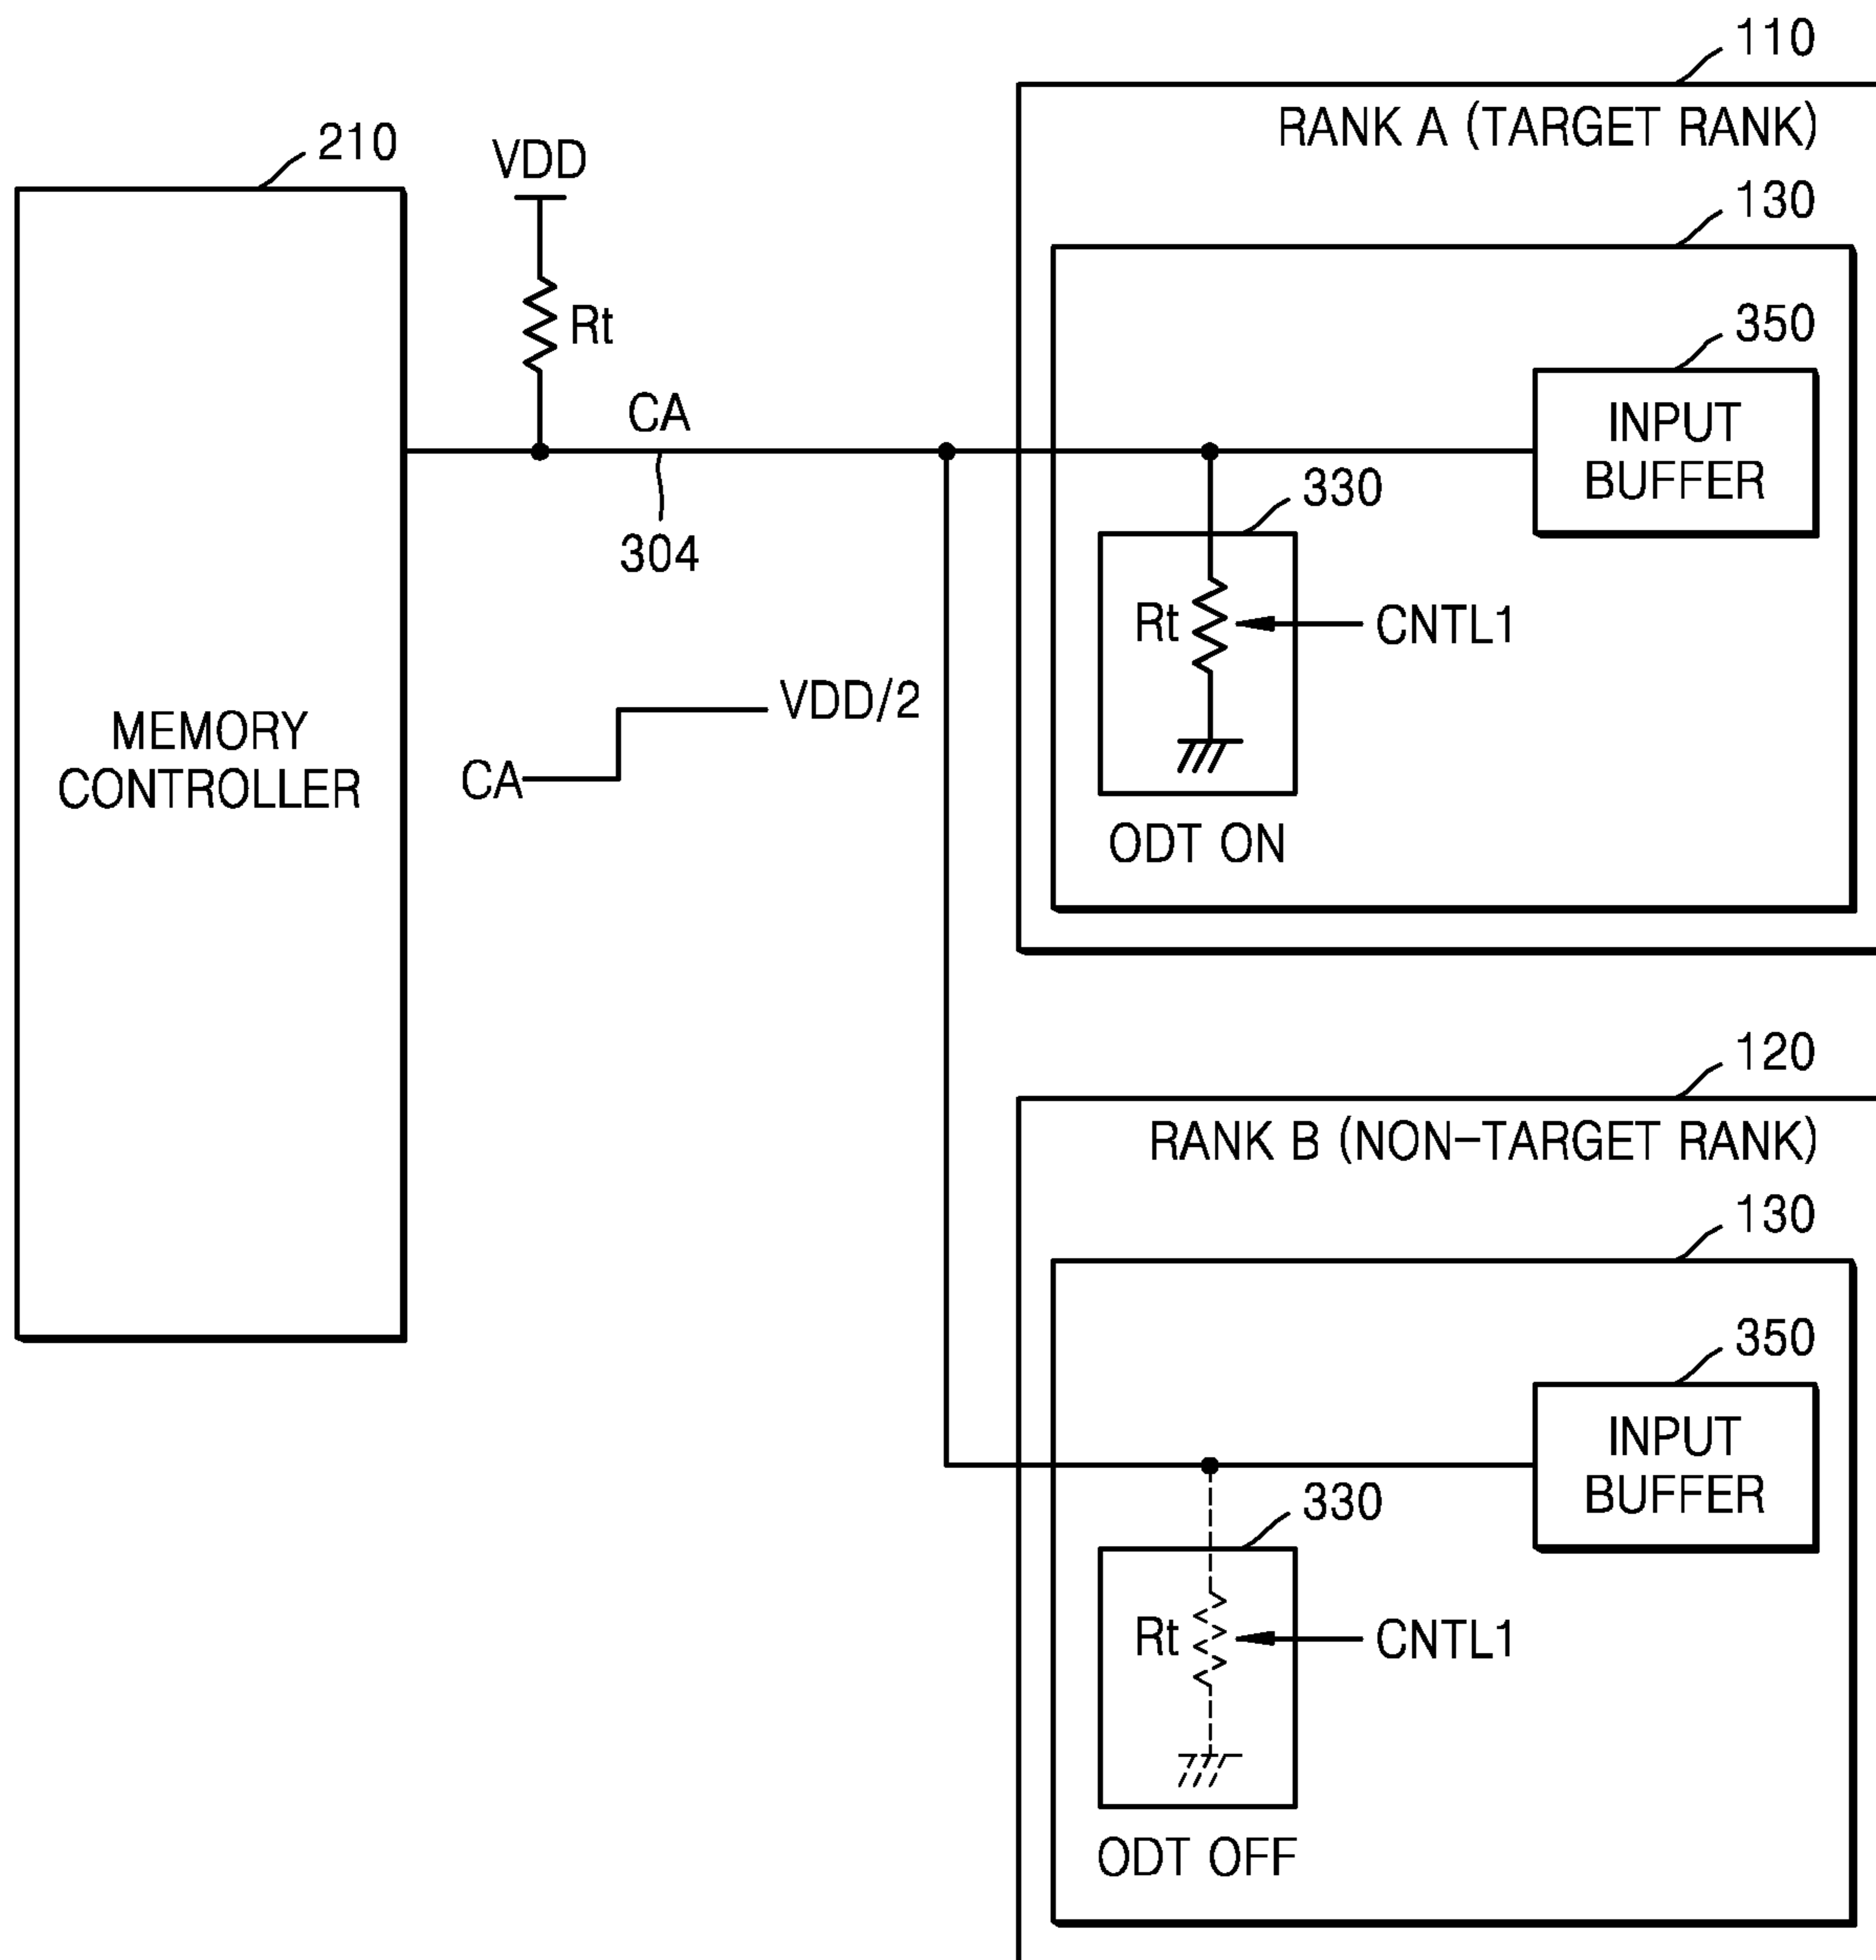 110
RANK A (TARGET RANK)
210
VDD
130
Rt
350
CA
INPUT
BUFFER
330
304
Rt
CNTL1
VDD/2
MEMORY
CONTROLLER
CA
ODT ON
120
RANK B (NON-TARGET RANK)
130
350
INPUT
BUFFER
330
Rt
CNTL1
ODT OFF